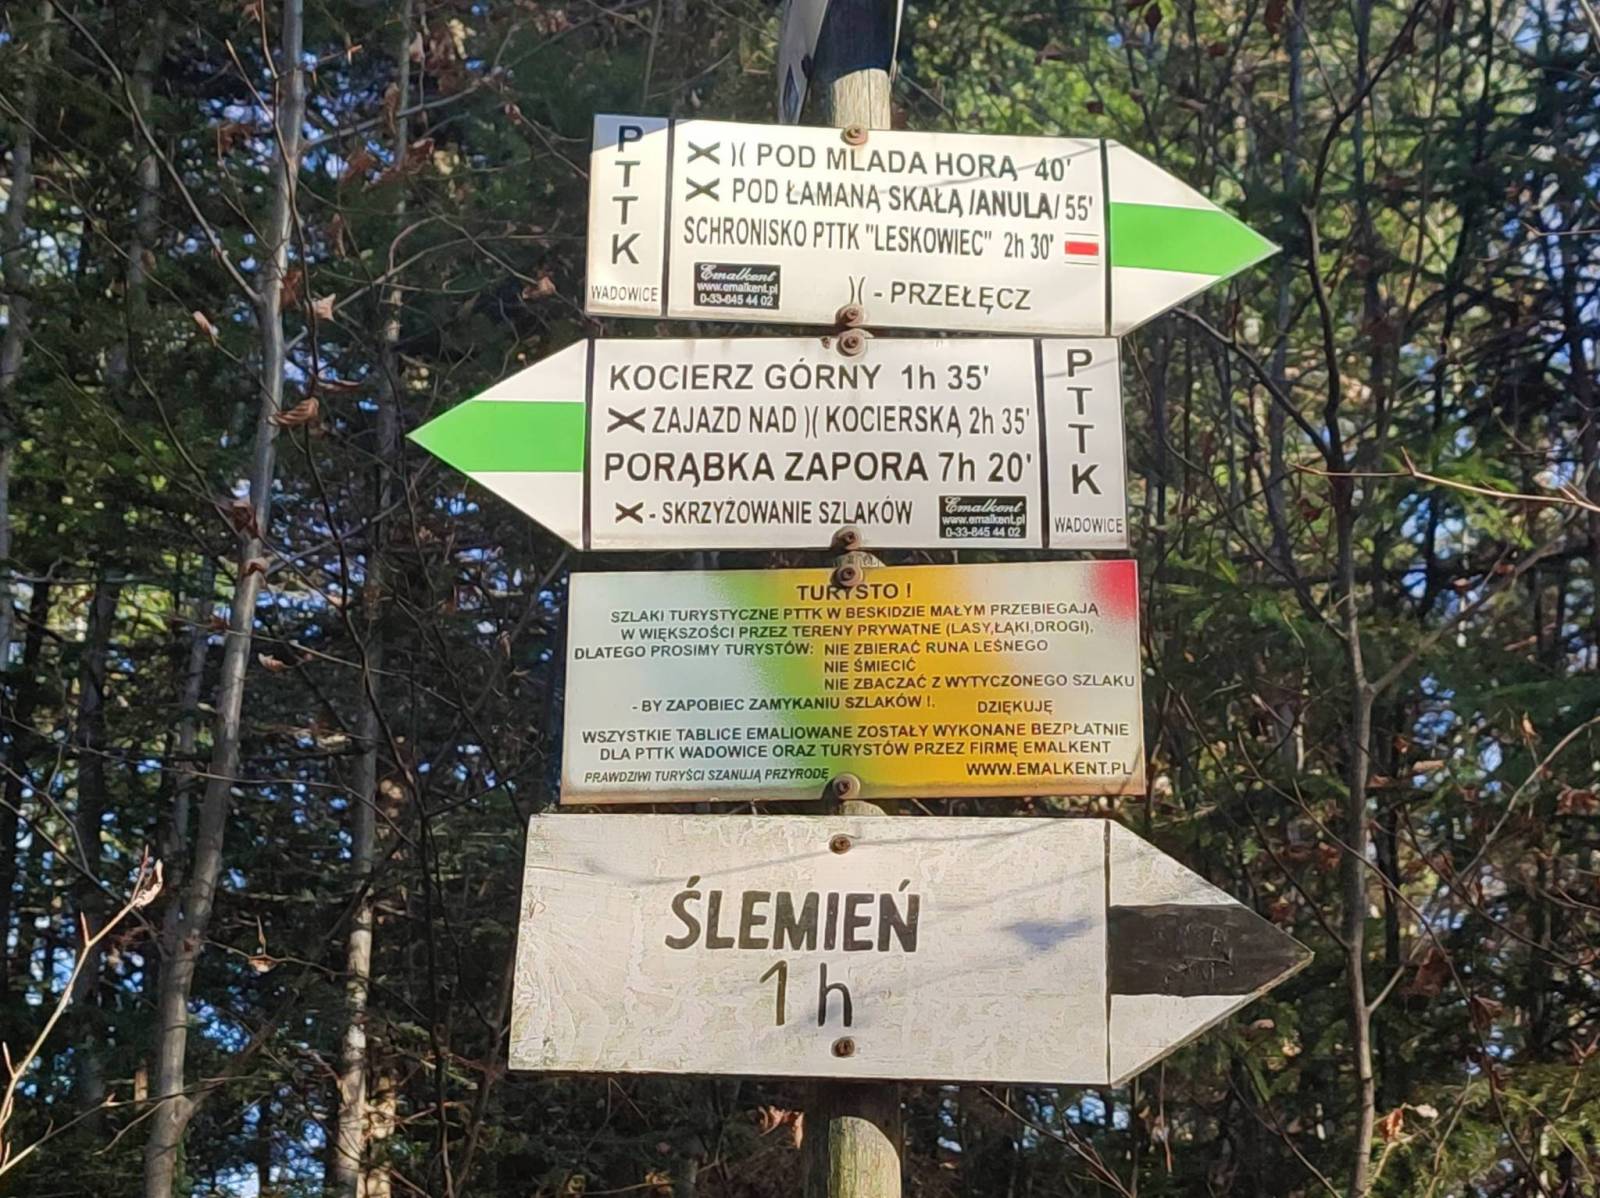 PTTK
WADOWICE
X )( POD MLADA HORĄ 40'
X POD ŁAMANĄ SKAŁĄ /ANULA/ 55'
SCHRONISKO PTTK "LESKOWIEC" 2h 30'
Emalkent
www.emalkent.pl
0-33-845 44 02
)( - PRZEŁĘCZ
KOCIERZ GÓRNY 1h 35'
X ZAJAZD NAD )( KOCIERSKĄ 2h 35'
PORĄBKA ZAPORA 7h 20'
X - SKRZYŻOWANIE SZLAKÓW
Emalkent
www.emalkent.pl
0-33-845 44 02
PTTK
WADOWICE
TURYSTO !
SZLAKI TURYSTYCZNE PTTK W BESKIDZIE MAŁYM PRZEBIEGAJĄ
W WIĘKSZOŚCI PRZEZ TERENY PRYWATNE (LASY,ŁĄKI,DROGI),
DLATEGO PROSIMY TURYSTÓW: NIE ZBIERAĆ RUNA LEŚNEGO
NIE ŚMIECIĆ
NIE ZBACZAĆ Z WYTYCZONEGO SZLAKU
- BY ZAPOBIEC ZAMYKANIU SZLAKÓW !. DZIĘKUJĘ
WSZYSTKIE TABLICE EMALIOWANE ZOSTAŁY WYKONANE BEZPŁATNIE
DLA PTTK WADOWICE ORAZ TURYSTÓW PRZEZ FIRMĘ EMALKENT
PRAWDZIWI TURYŚCI SZANUJĄ PRZYRODĘ WWW.EMALKENT.PL
ŚLEMIEŃ
1h